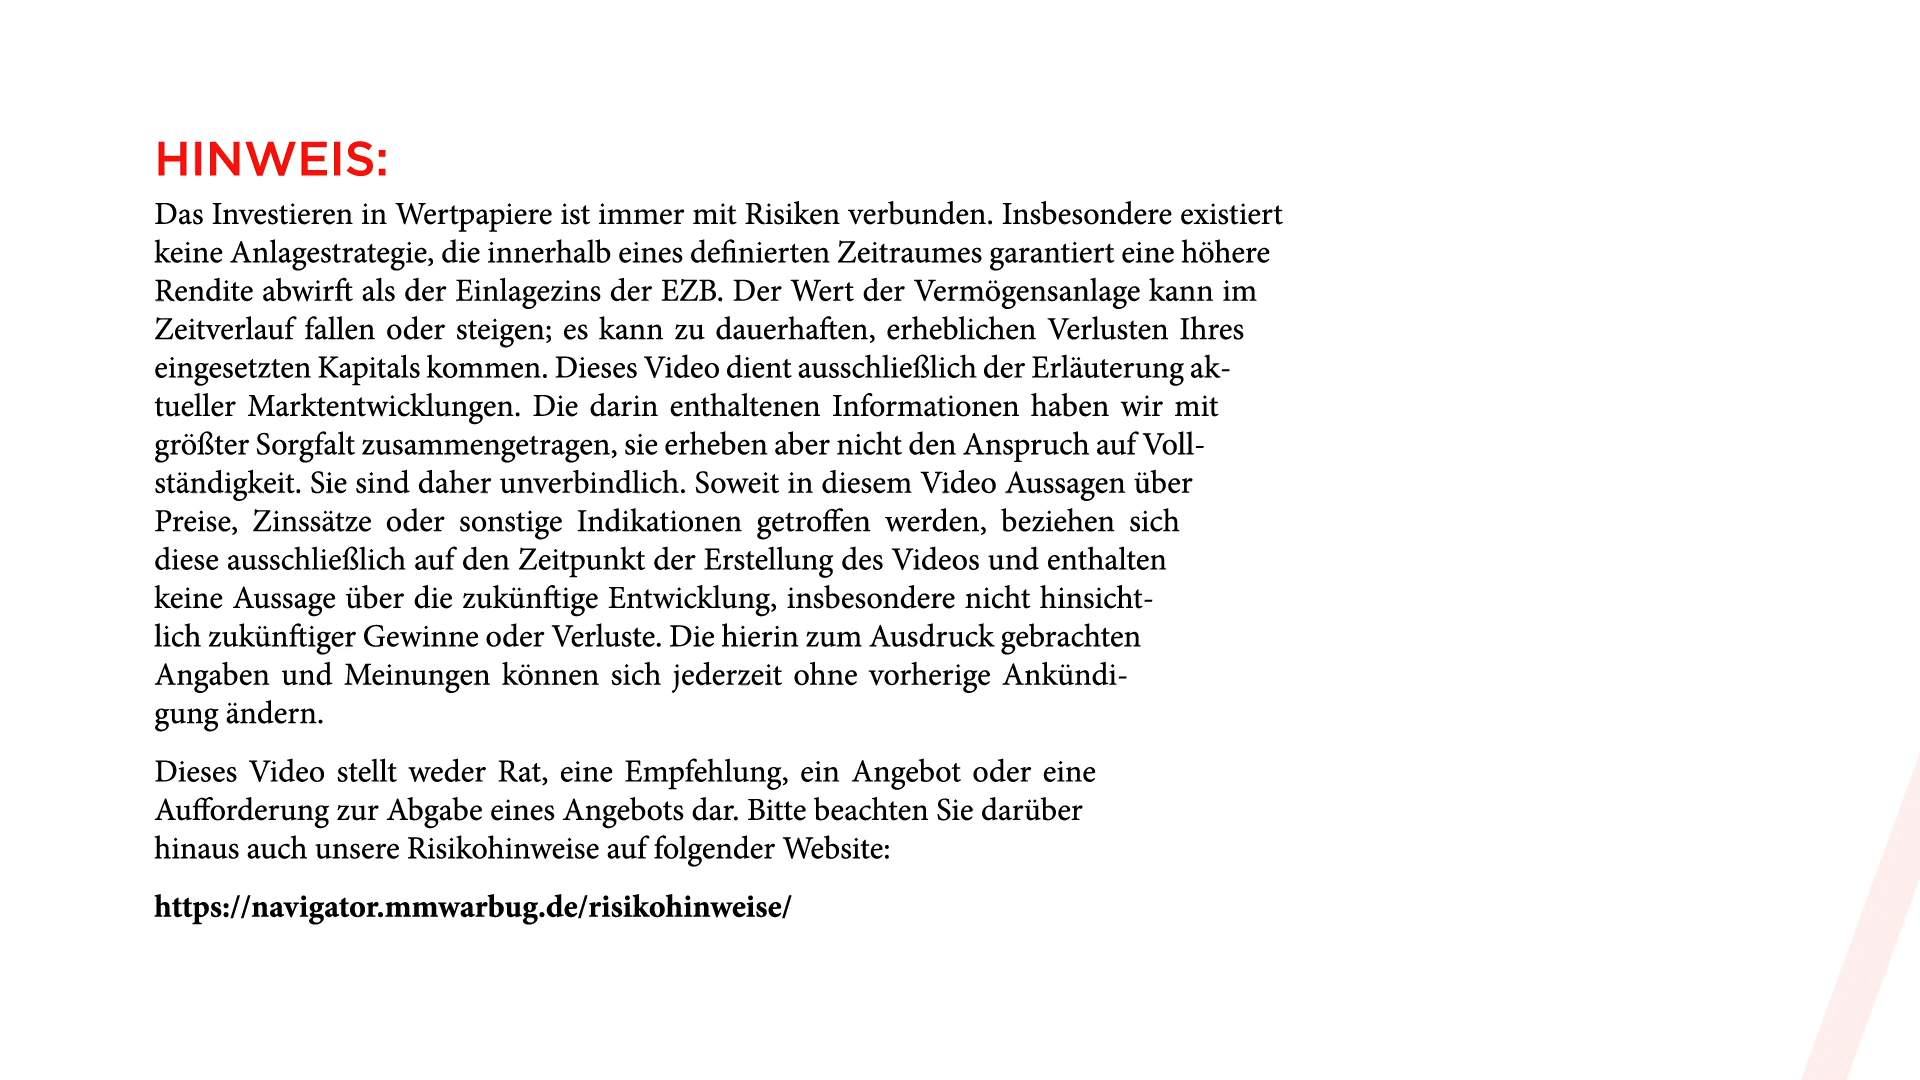 HINWEIS:
Das Investieren in Wertpapiere ist immer mit Risiken verbunden. Insbesondere existiert
keine Anlagestrategie, die innerhalb eines definierten Zeitraumes garantiert eine höhere
Rendite abwirft als der Einlagezins der EZB. Der Wert der Vermögensanlage kann im
Zeitverlauf fallen oder steigen; es kann zu dauerhaften, erheblichen Verlusten Ihres
eingesetzten Kapitals kommen. Dieses Video dient ausschließlich der Erläuterung ak-
tueller Marktentwicklungen. Die darin enthaltenen Informationen haben wir mit
größter Sorgfalt zusammengetragen, sie erheben aber nicht den Anspruch auf Voll-
ständigkeit. Sie sind daher unverbindlich. Soweit in diesem Video Aussagen über
Preise, Zinssätze oder sonstige Indikationen getroffen werden, beziehen sich
diese ausschließlich auf den Zeitpunkt der Erstellung des Videos und enthalten
keine Aussage über die zukünftige Entwicklung, insbesondere nicht hinsicht-
lich zukünftiger Gewinne oder Verluste. Die hierin zum Ausdruck gebrachten
Angaben und Meinungen können sich jederzeit ohne vorherige Ankündi-
gung ändern.
Dieses Video stellt weder Rat, eine Empfehlung, ein Angebot oder eine
Aufforderung zur Abgabe eines Angebots dar. Bitte beachten Sie darüber
hinaus auch unsere Risikohinweise auf folgender Website:
https://navigator.mmwarbug.de/risikohinweise/